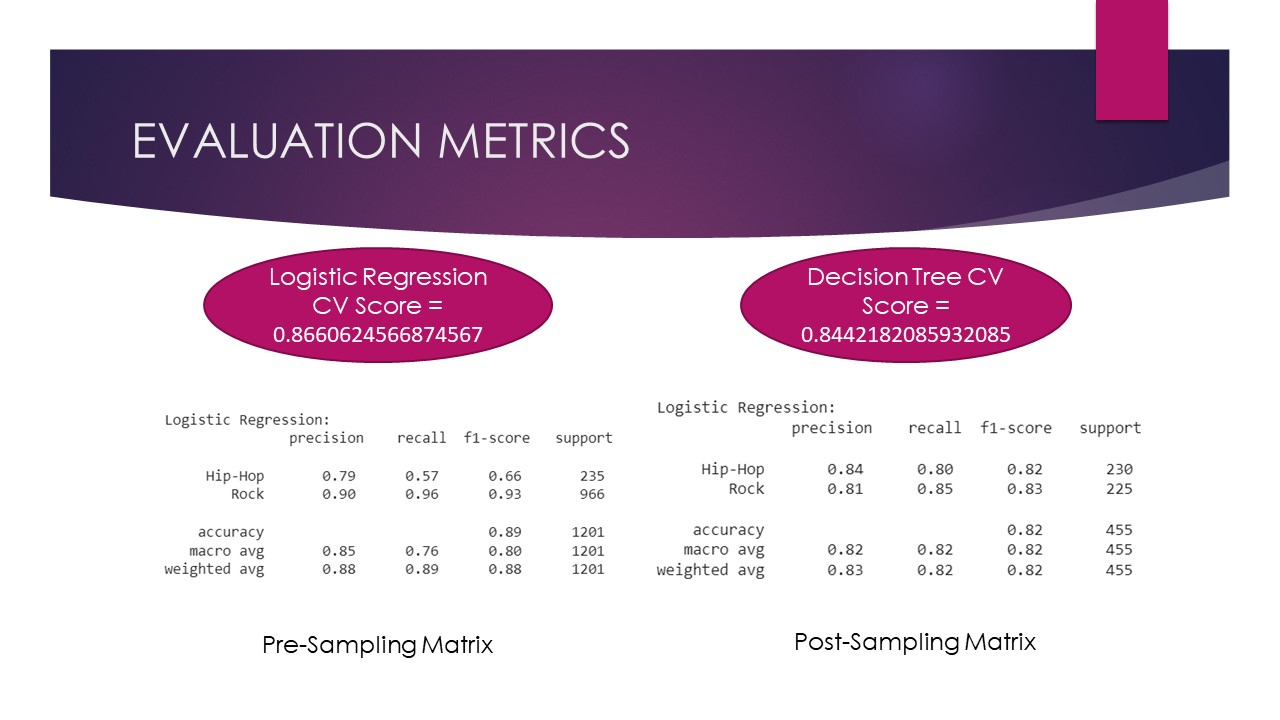 EVALUATION METRICS
Logistic Regression
CV Score =
0.8660624566874567
Decision Tree CV
Score =
0.8442182085932085
Logistic Regression:
precision recall f1-score support
Hip-Hop 0.79 0.57 0.66 235
Rock 0.90 0.96 0.93 966
accuracy 0.89 1201
macro avg 0.85 0.76 0.80 1201
weighted avg 0.88 0.89 0.88 1201
Pre-Sampling Matrix
Logistic Regression:
precision recall f1-score support
Hip-Hop 0.84 0.80 0.82 230
Rock 0.81 0.85 0.83 225
accuracy 0.82 455
macro avg 0.82 0.82 0.82 455
weighted avg 0.83 0.82 0.82 455
Post-Sampling Matrix